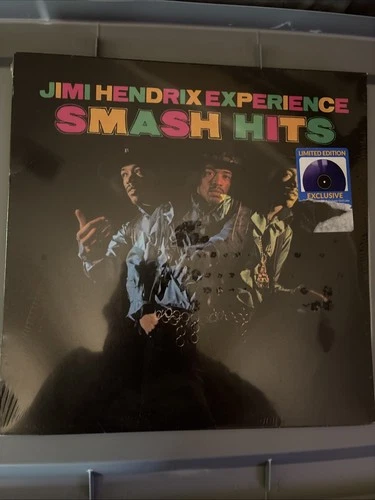 JIMI HENDRIX EXPERIENCE
SMASH HITS
LIMITED EDITION
EXCLUSIVE